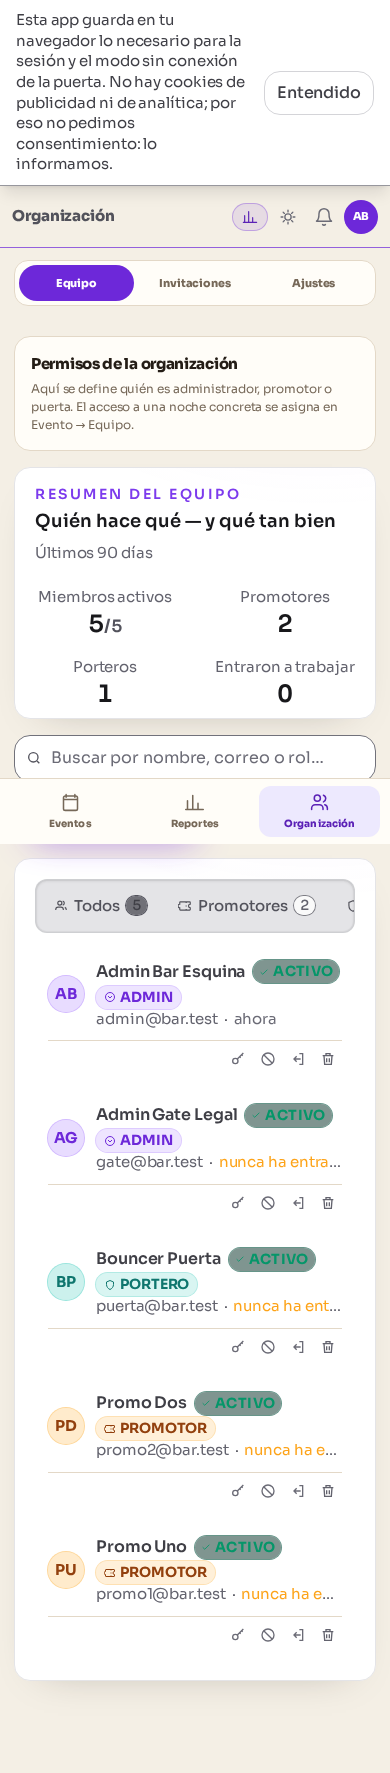 Esta app guarda en tu
navegador lo necesario para la
sesión y el modo sin conexión
de la puerta. No hay cookies de
publicidad ni de analítica; por
eso no pedimos
consentimiento: lo
informamos.
Entendido
Organización
AB
Equipo
Invitaciones
Ajustes
Permisos de la organización
Aquí se define quién es administrador, promotor o
puerta. El acceso a una noche concreta se asigna en
Evento → Equipo.
RESUMEN DEL EQUIPO
Quién hace qué — y qué tan bien
Últimos 90 días
Miembros activos
5/5
Promotores
2
Porteros
1
Entraron a trabajar
0
Buscar por nombre, correo o rol...
Eventos
Reportes
Organización
Todos 5
Promotores 2
AB
Admin Bar Esquina ACTIVO
ADMIN
admin@bar.test · ahora
AG
Admin Gate Legal ACTIVO
ADMIN
gate@bar.test · nunca ha entra...
BP
Bouncer Puerta ACTIVO
PORTERO
puerta@bar.test · nunca ha ent...
PD
Promo Dos ACTIVO
PROMOTOR
promo2@bar.test · nunca ha e...
PU
Promo Uno ACTIVO
PROMOTOR
promo1@bar.test · nunca ha e...